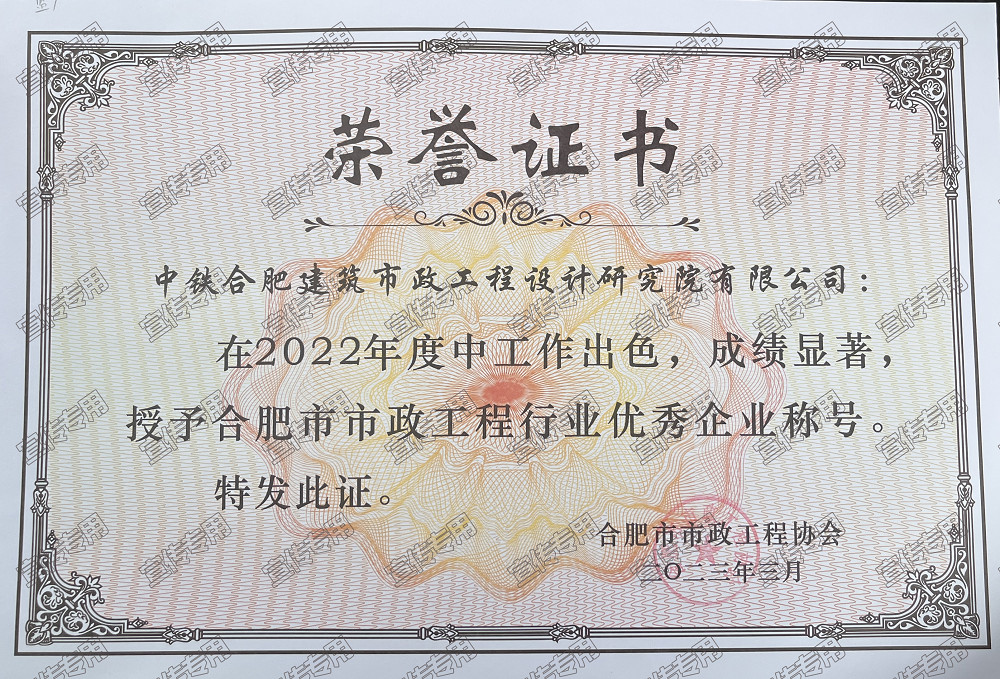 荣誉证书
中铁合肥建筑市政工程设计研究院有限公司：
在2022年度中工作出色，成绩显著，
授予合肥市市政工程行业优秀企业称号。
特发此证。
合肥市市政工程协会
二〇二三年三月
宣传专用